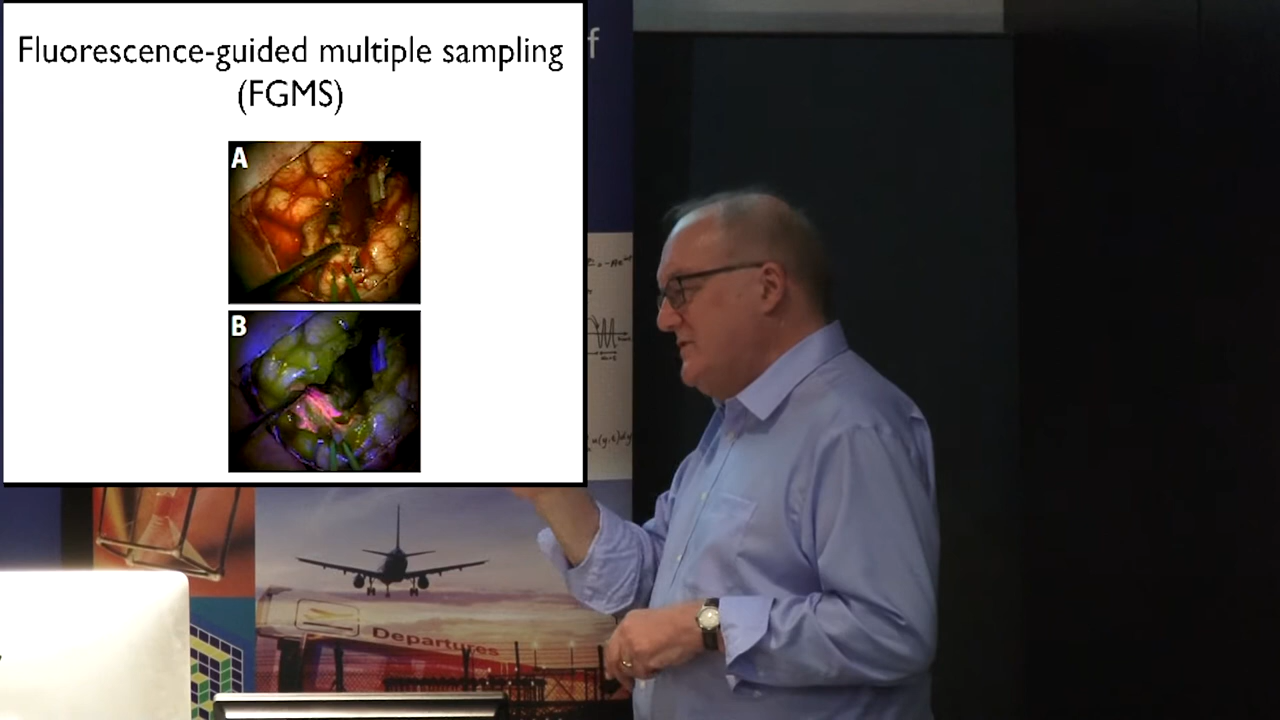 Fluorescence-guided multiple sampling
(FGMS)
A
B
f
Departures